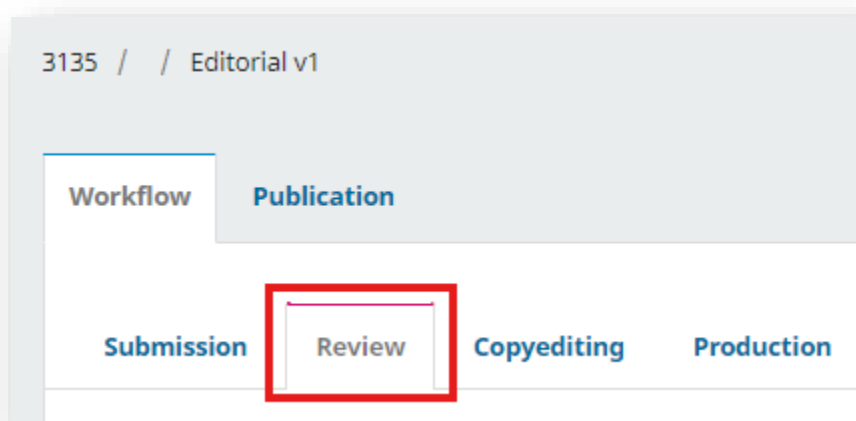 3135 / / Editorial v1
Workflow Publication
Submission Review Copyediting Production